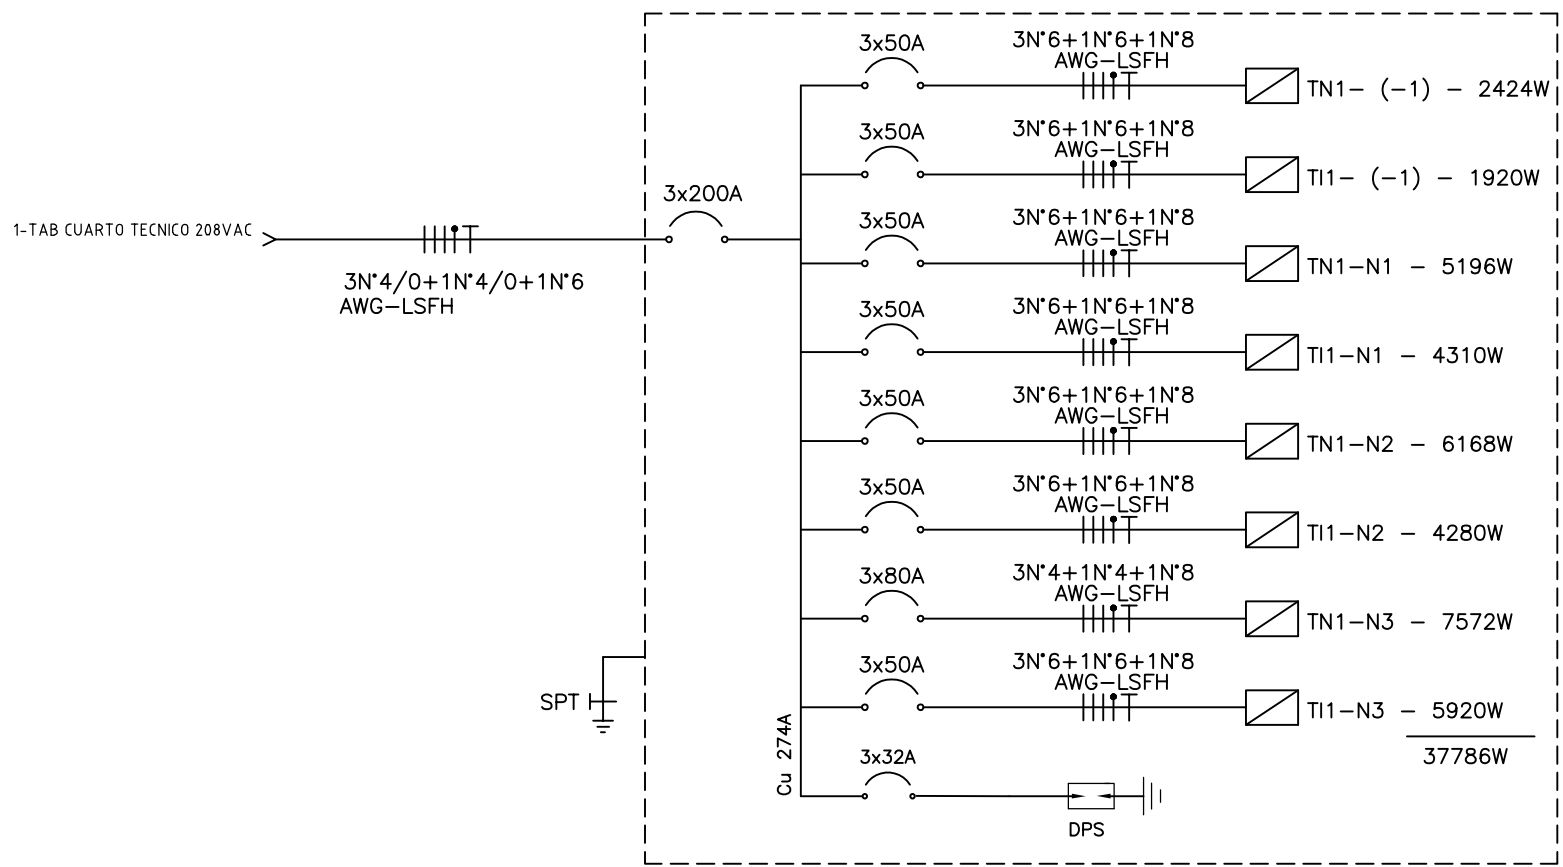 3x50A
3N°6+1N°6+1N°8
AWG-LSFH
TN1- (-1) - 2424W
3x50A
3N°6+1N°6+1N°8
AWG-LSFH
TI1- (-1) - 1920W
3x200A
1-TAB CUARTO TECNICO 208VAC
3N°4/0+1N°4/0+1N°6
AWG-LSFH
3x50A
3N°6+1N°6+1N°8
AWG-LSFH
TN1-N1 - 5196W
3x50A
3N°6+1N°6+1N°8
AWG-LSFH
TI1-N1 - 4310W
3x50A
3N°6+1N°6+1N°8
AWG-LSFH
TN1-N2 - 6168W
3x50A
3N°6+1N°6+1N°8
AWG-LSFH
TI1-N2 - 4280W
3x80A
3N°4+1N°4+1N°8
AWG-LSFH
TN1-N3 - 7572W
3x50A
3N°6+1N°6+1N°8
AWG-LSFH
TI1-N3 - 5920W
37786W
SPT
Cu 274A
3x32A
DPS